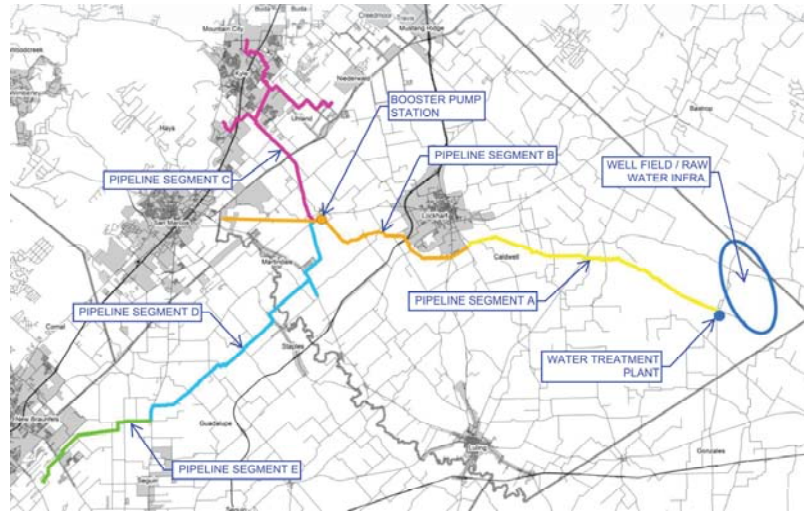 Buda
Buda
Creedmoor
Travis
Mustang Ridge
Mountain City
Kyle
Niederwald
BOOSTER PUMP
STATION
Bastrop
Hays
Uhland
PIPELINE SEGMENT B
WELL FIELD / RAW
WATER INFRA
PIPELINE SEGMENT C
San Marcos
Lockhart
Caldwell
Martindale
PIPELINE SEGMENT A
PIPELINE SEGMENT D
Comal
Staples
WATER TREATMENT
PLANT
New Braunfels
Guadalupe
Luling
Gonzales
PIPELINE SEGMENT E
Seguin